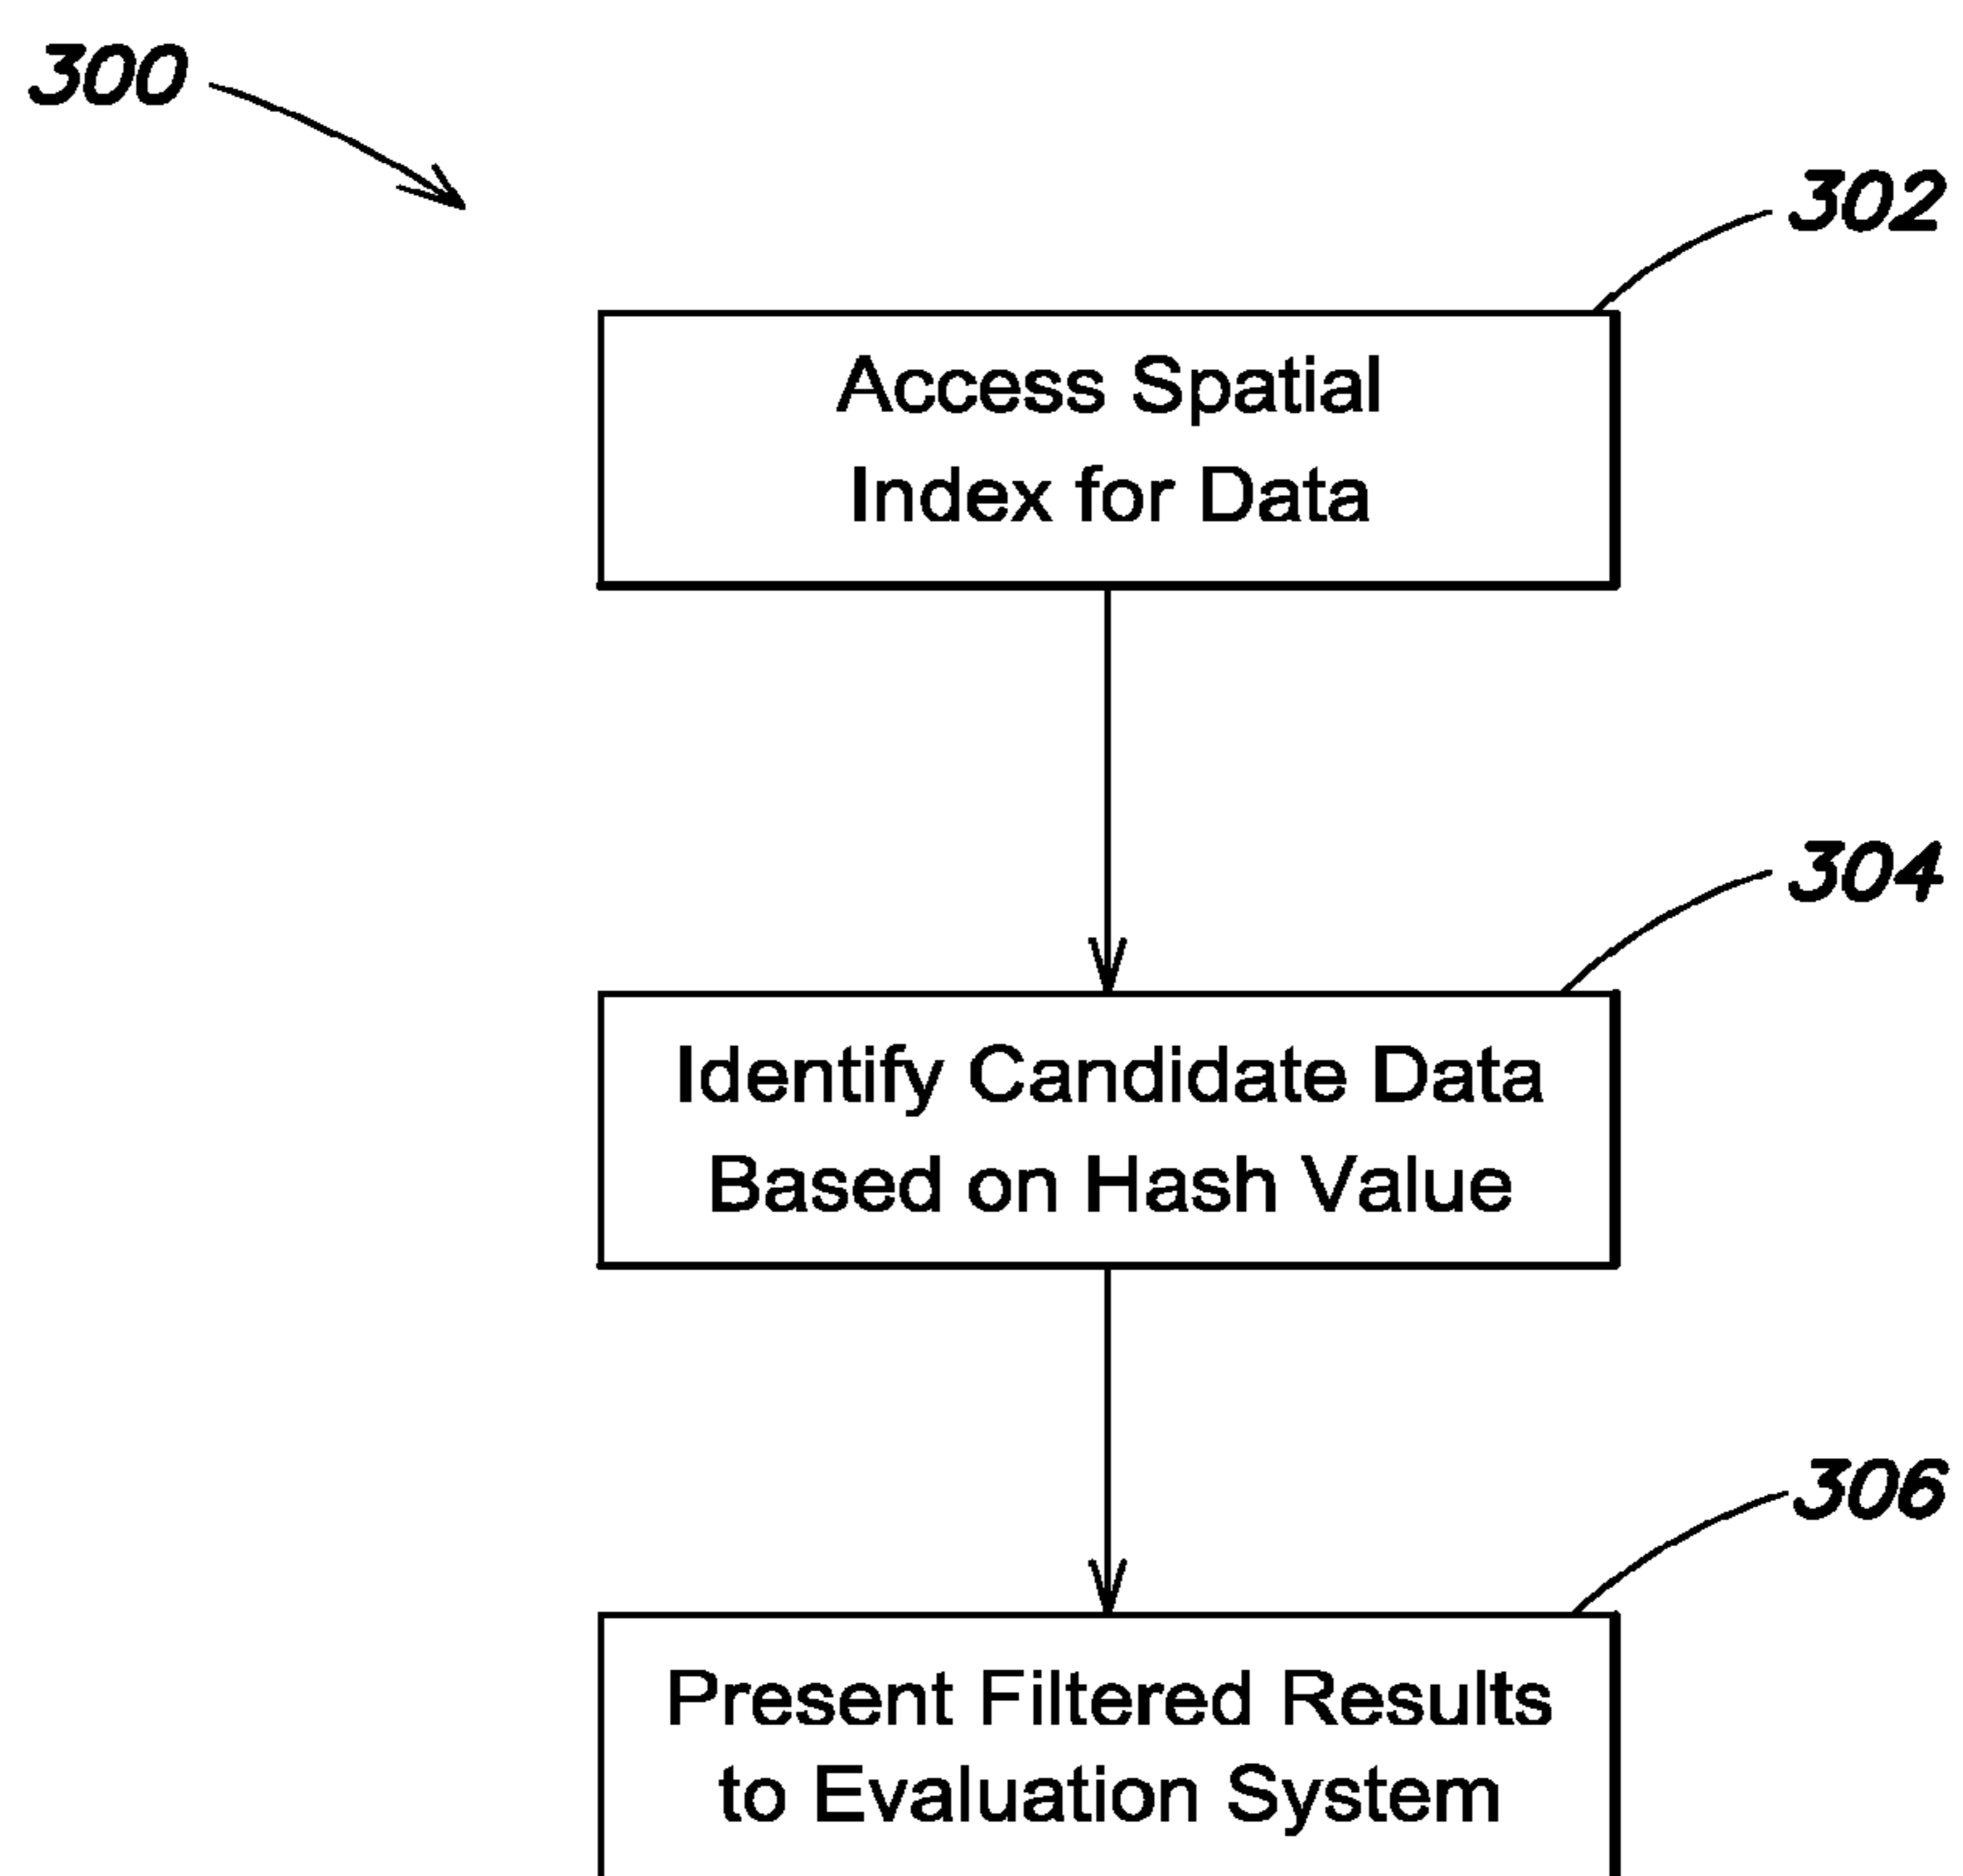 300
302
Access Spatial
Index for Data
304
Identify Candidate Data
Based on Hash Value
306
Present Filtered Results
to Evaluation System